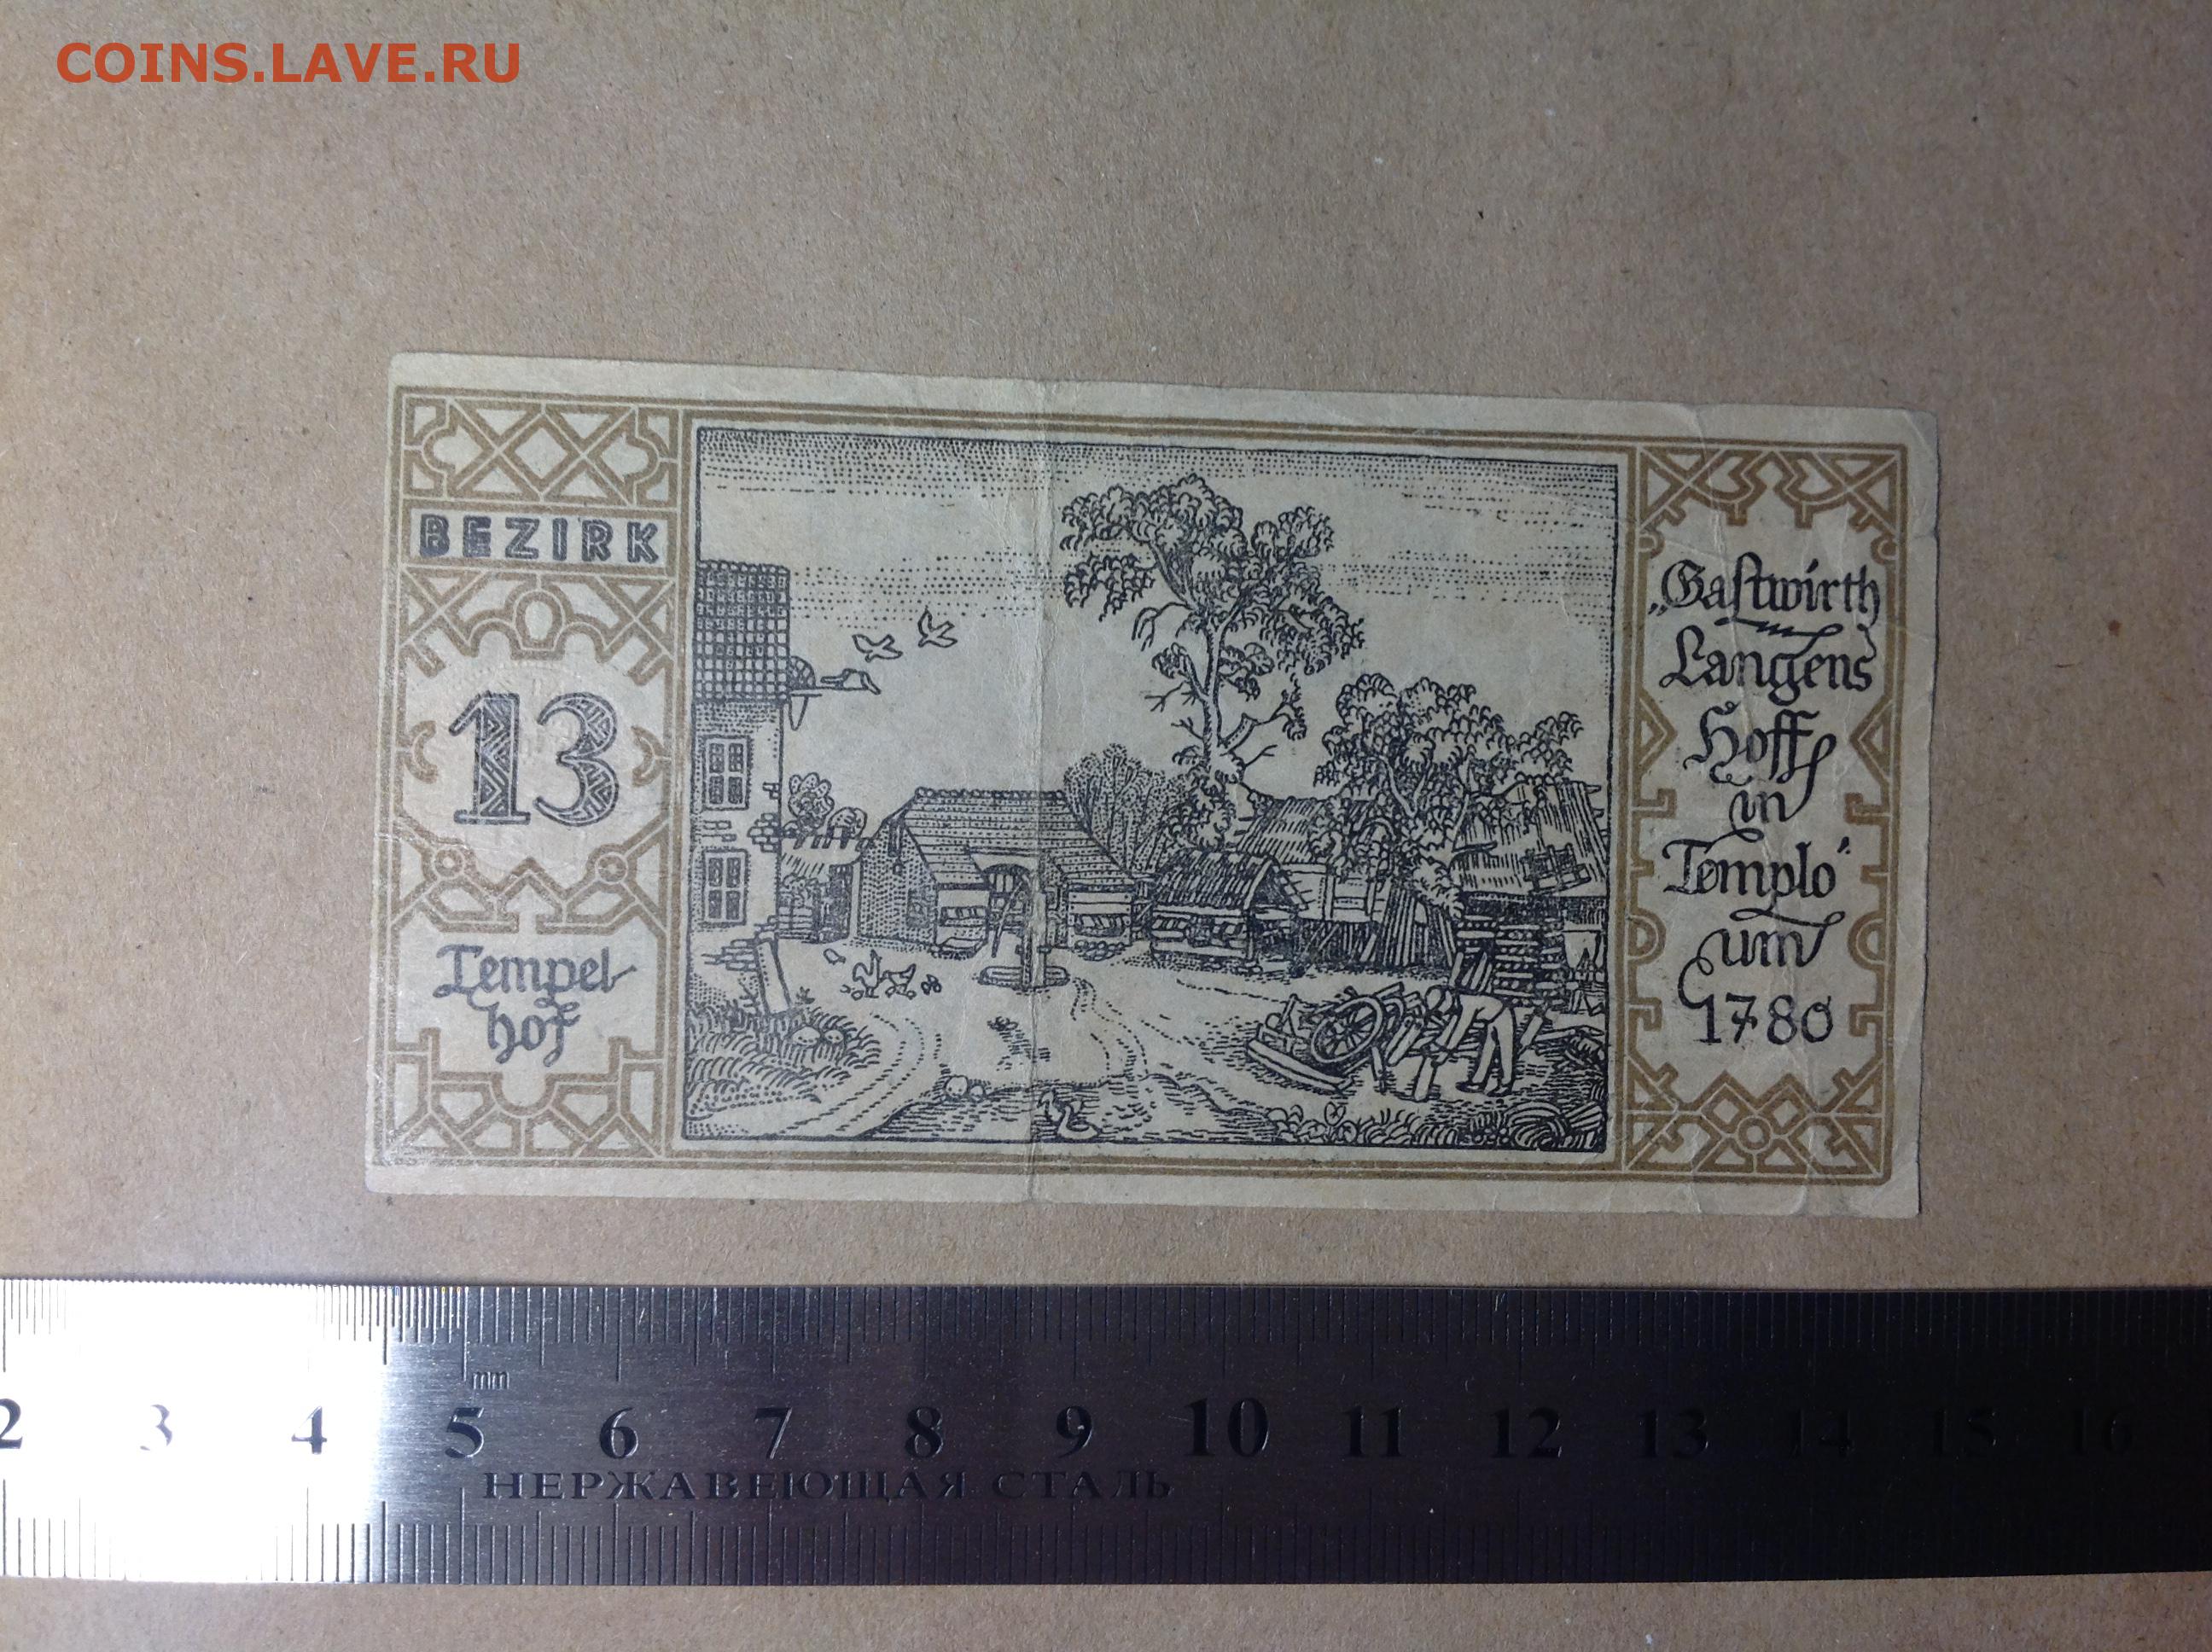 COINS.LAVE.RU
BEZIRK
13
Tempel-
hof
„Gastwirth
Langens
Hoff
in
Templo“
um
1780
mm
2 3 4 5 6 7 8 9 10 11 12 13 14 15 16
НЕРЖАВЕЮЩАЯ СТАЛЬ